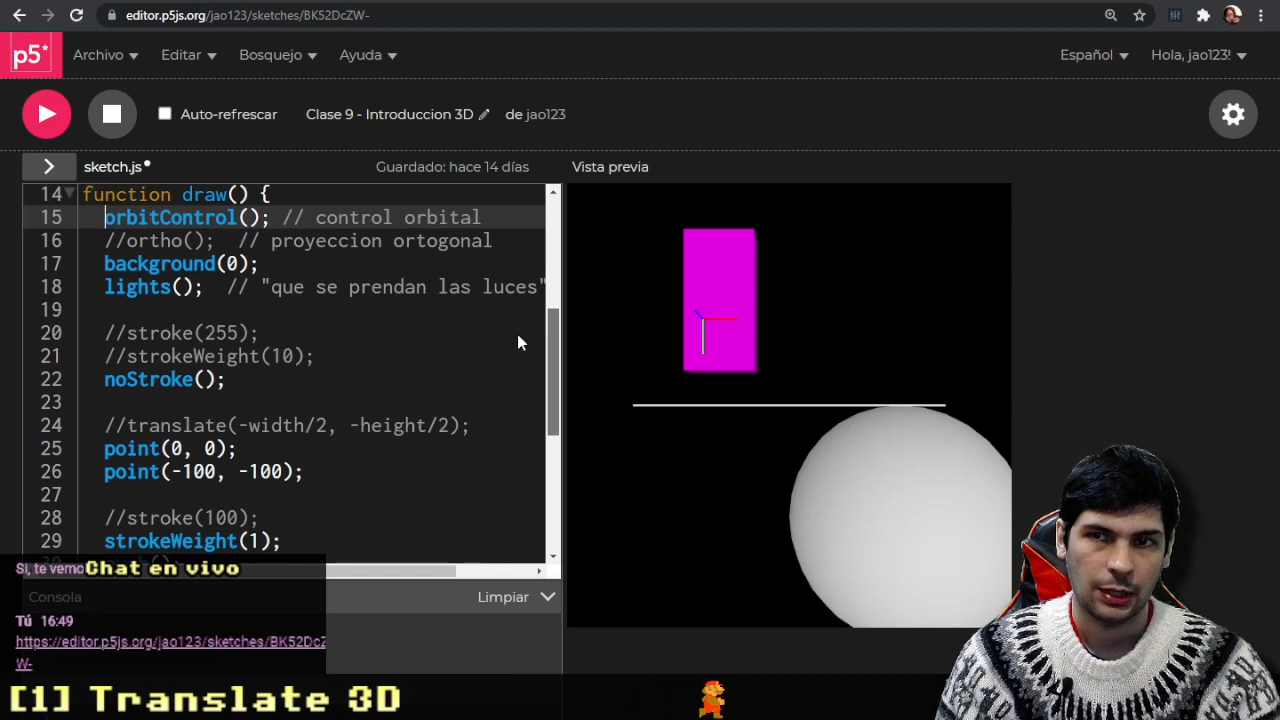 editor.p5js.org/jao123/sketches/BK52DcZW-
p5* Archivo Editar Bosquejo Ayuda Español Hola, jao123!
Auto-refrescar Clase 9 - Introduccion 3D de jao123
sketch.js Guardado: hace 14 días Vista previa
14 function draw() {
15 orbitControl(); // control orbital
16 //ortho(); // proyeccion ortogonal
17 background(0);
18 lights(); // "que se prendan las luces"
19
20 //stroke(255);
21 //strokeWeight(10);
22 noStroke();
23
24 //translate(-width/2, -height/2);
25 point(0, 0);
26 point(-100, -100);
27
28 //stroke(100);
29 strokeWeight(1);
Si, te vemo
Chat en vivo
Consola Limpiar
Tú 16:49
https://editor.p5js.org/jao123/sketches/BK52DcZ
W-
[1] Translate 3D